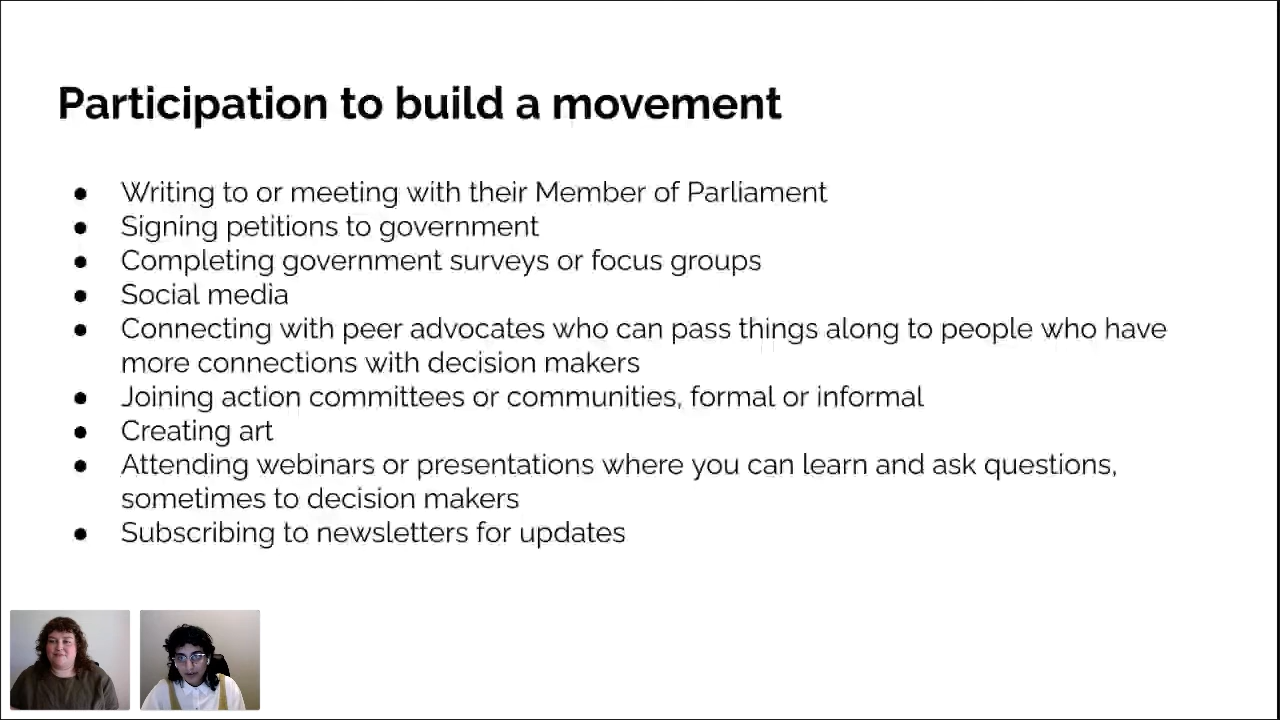 Participation to build a movement
● Writing to or meeting with their Member of Parliament
● Signing petitions to government
● Completing government surveys or focus groups
● Social media
● Connecting with peer advocates who can pass things along to people who have
more connections with decision makers
● Joining action committees or communities, formal or informal
● Creating art
● Attending webinars or presentations where you can learn and ask questions,
sometimes to decision makers
● Subscribing to newsletters for updates